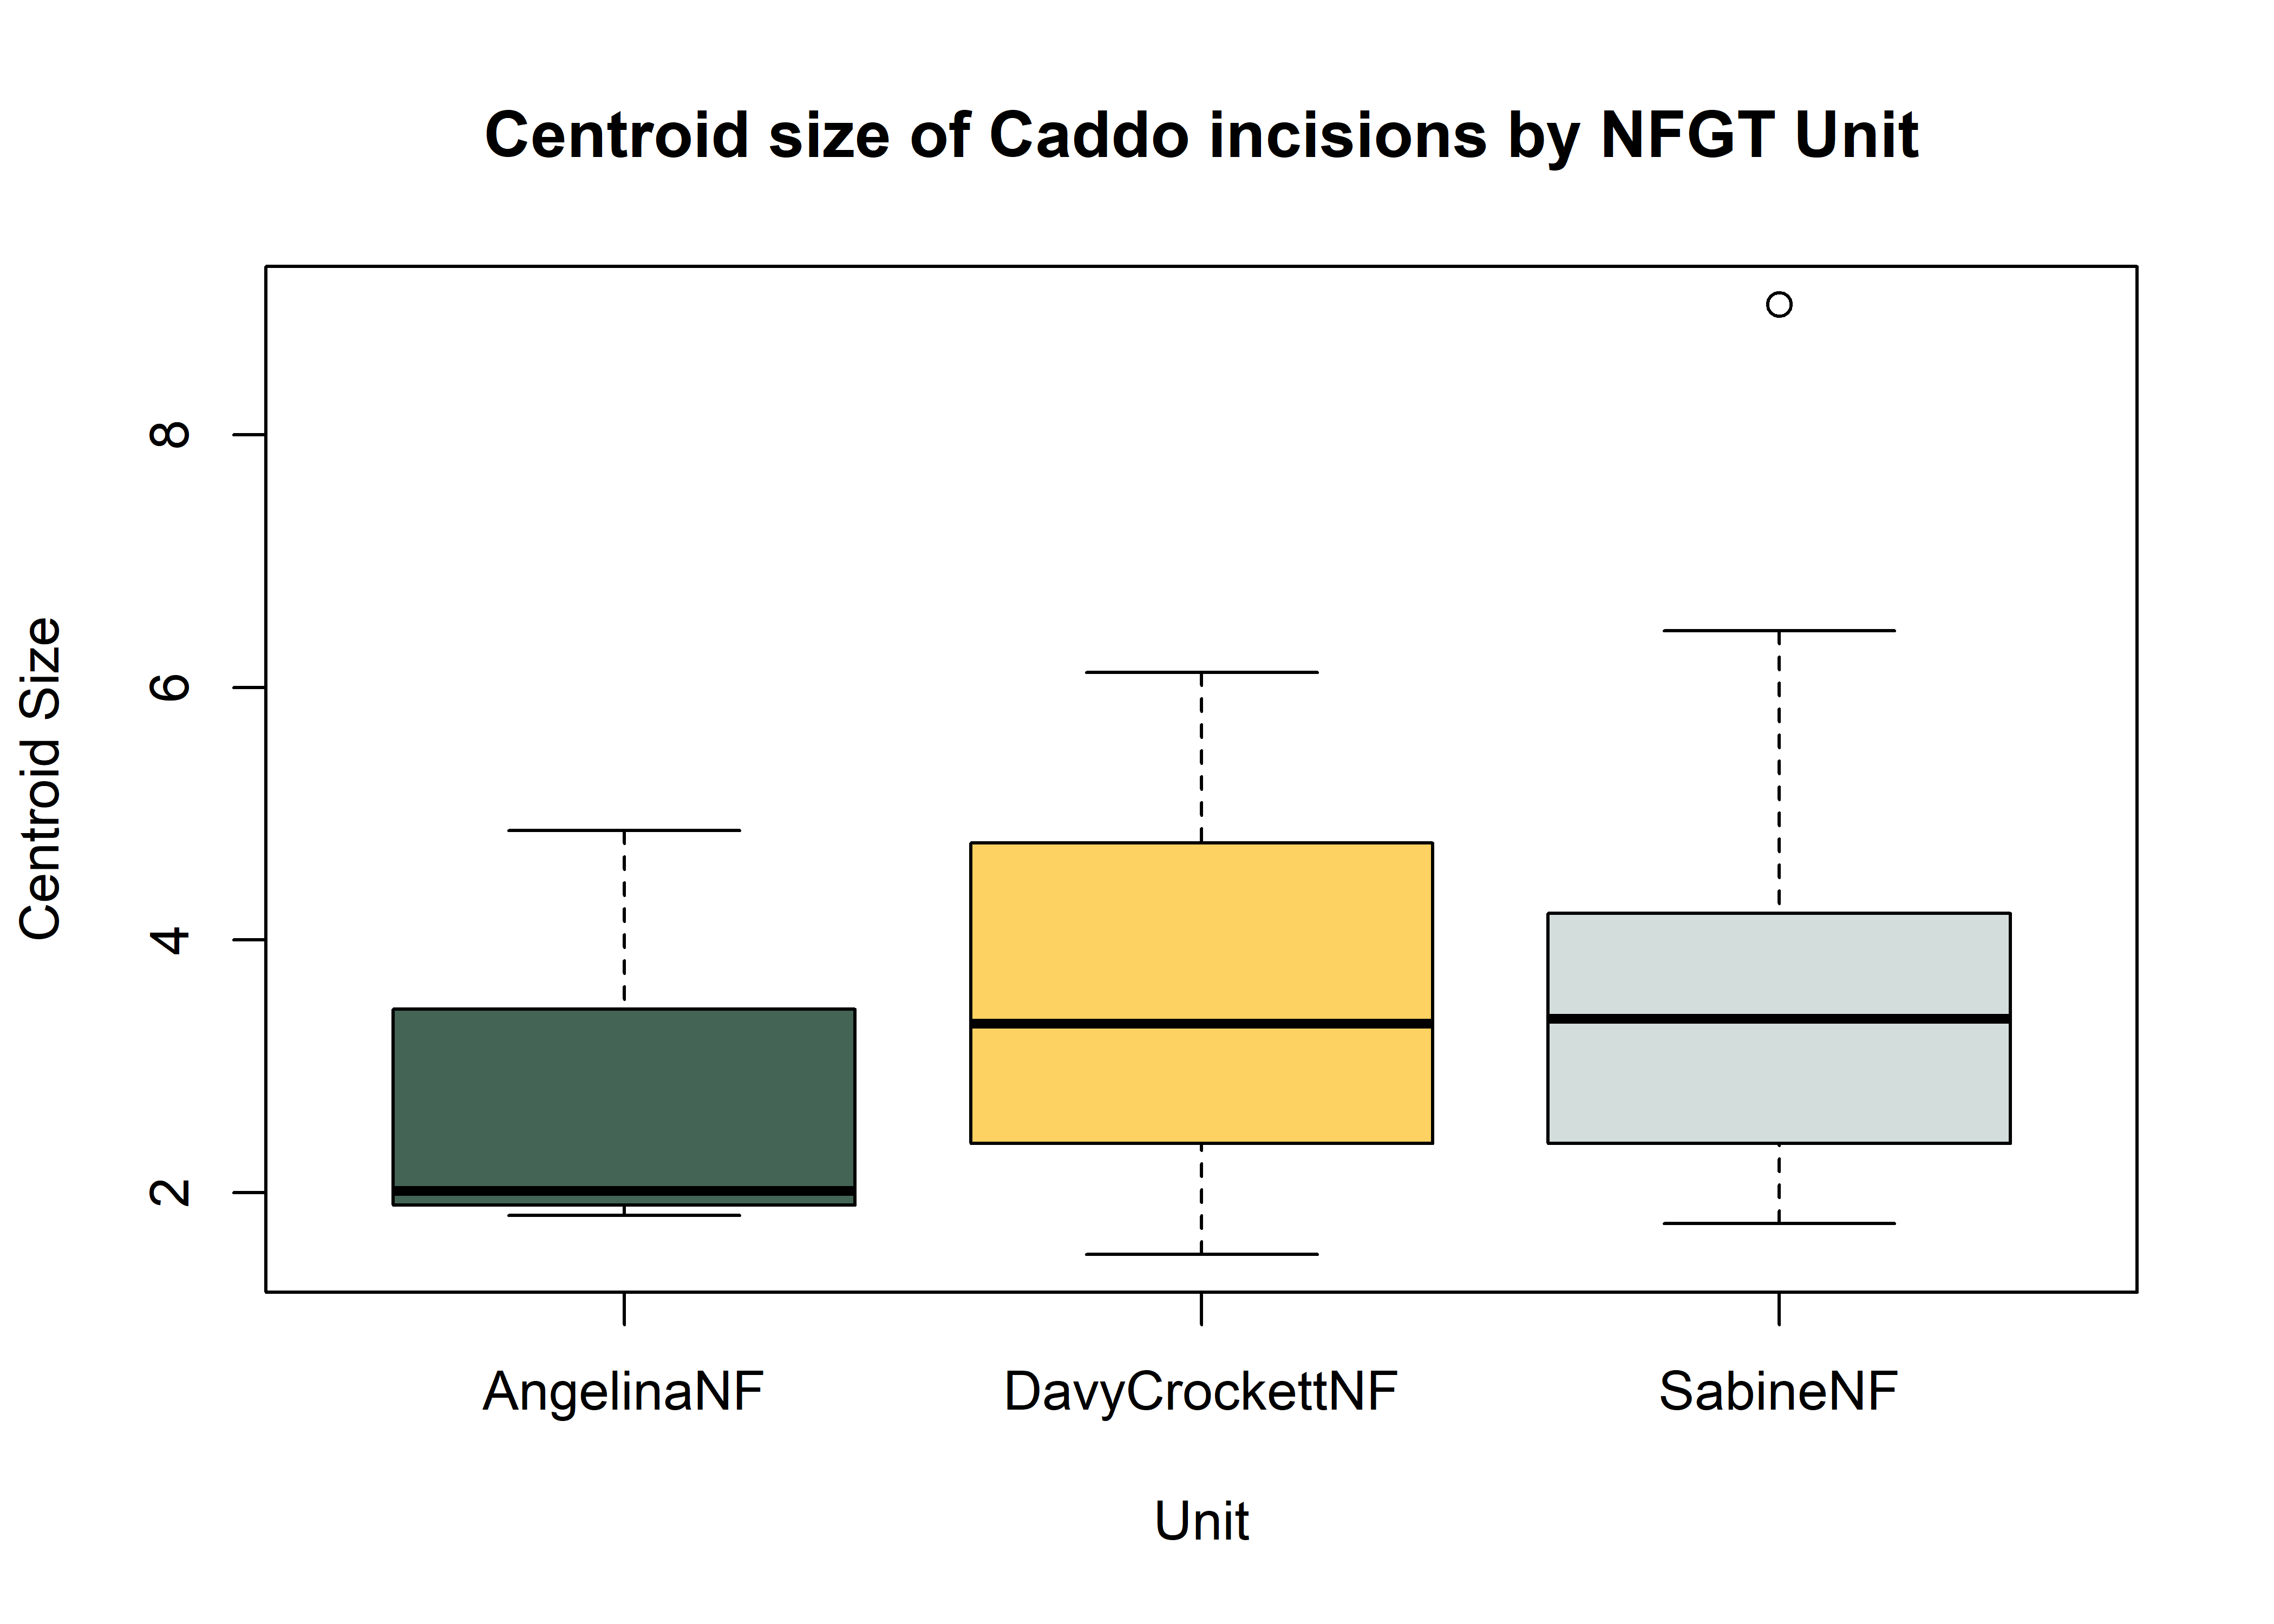 Centroid size of Caddo incisions by NFGT Unit
Centroid Size
8
6
4
2
AngelinaNF
DavyCrockettNF
SabineNF
Unit